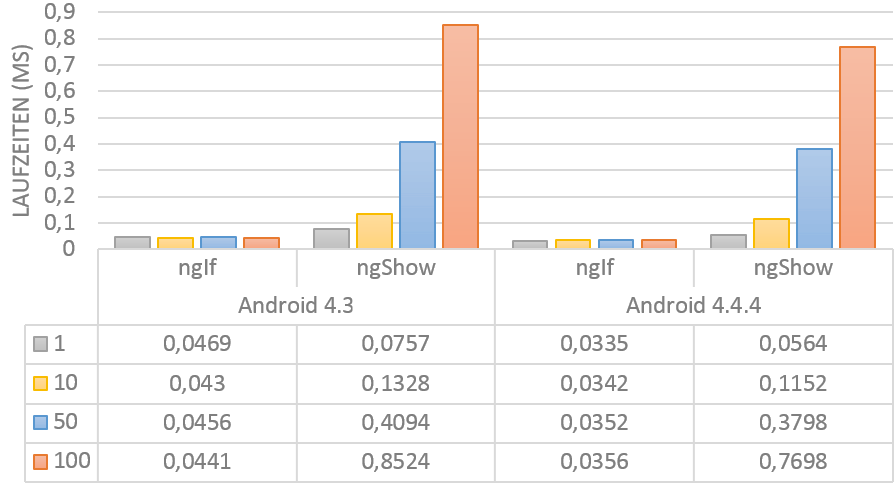 LAUFZEITEN (MS)
0,9
0,8
0,7
0,6
0,5
0,4
0,3
0,2
0,1
0
ngIf ngShow ngIf ngShow
Android 4.3 Android 4.4.4
1 0,0469 0,0757 0,0335 0,0564
10 0,043 0,1328 0,0342 0,1152
50 0,0456 0,4094 0,0352 0,3798
100 0,0441 0,8524 0,0356 0,7698